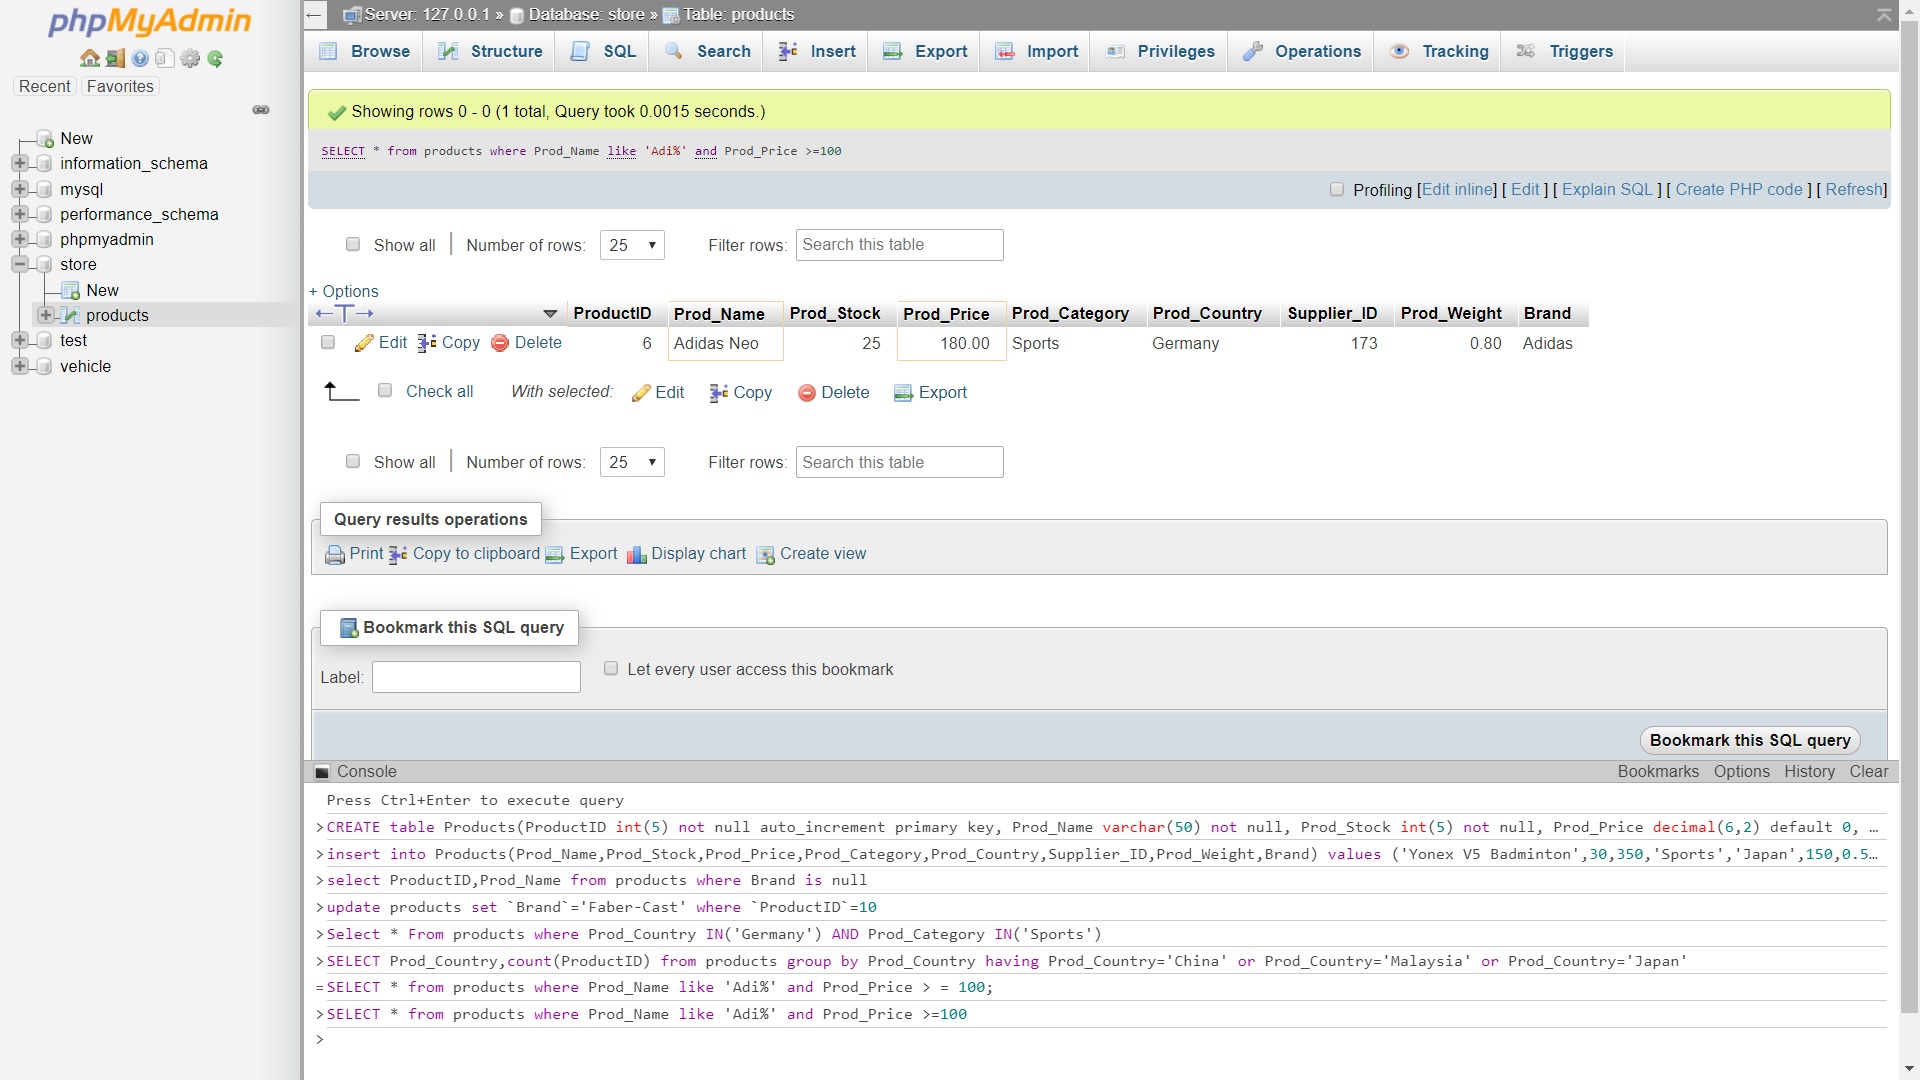 phpMyAdmin
Recent Favorites
New
information_schema
mysql
performance_schema
phpmyadmin
store
New
products
test
vehicle
Server: 127.0.0.1 » Database: store » Table: products
Browse Structure SQL Search Insert Export Import Privileges Operations Tracking Triggers
Showing rows 0 - 0 (1 total, Query took 0.0015 seconds.)
SELECT * from products where Prod_Name like 'Adi%' and Prod_Price >=100
Profiling [Edit inline] [ Edit ] [ Explain SQL ] [ Create PHP code ] [ Refresh]
Show all | Number of rows: 25 Filter rows: Search this table
+ Options
←T→ ProductID Prod_Name Prod_Stock Prod_Price Prod_Category Prod_Country Supplier_ID Prod_Weight Brand
Edit Copy Delete 6 Adidas Neo 25 180.00 Sports Germany 173 0.80 Adidas
Check all With selected: Edit Copy Delete Export
Show all | Number of rows: 25 Filter rows: Search this table
Query results operations
Print Copy to clipboard Export Display chart Create view
Bookmark this SQL query
Label: Let every user access this bookmark
Bookmark this SQL query
Console Bookmarks Options History Clear
Press Ctrl+Enter to execute query
>CREATE table Products(ProductID int(5) not null auto_increment primary key, Prod_Name varchar(50) not null, Prod_Stock int(5) not null, Prod_Price decimal(6,2) default 0, …
>insert into Products(Prod_Name,Prod_Stock,Prod_Price,Prod_Category,Prod_Country,Supplier_ID,Prod_Weight,Brand) values ('Yonex V5 Badminton',30,350,'Sports','Japan',150,0.5…
>select ProductID,Prod_Name from products where Brand is null
>update products set `Brand`='Faber-Cast' where `ProductID`=10
>Select * From products where Prod_Country IN('Germany') AND Prod_Category IN('Sports')
>SELECT Prod_Country,count(ProductID) from products group by Prod_Country having Prod_Country='China' or Prod_Country='Malaysia' or Prod_Country='Japan'
=SELECT * from products where Prod_Name like 'Adi%' and Prod_Price > = 100;
>SELECT * from products where Prod_Name like 'Adi%' and Prod_Price >=100
>